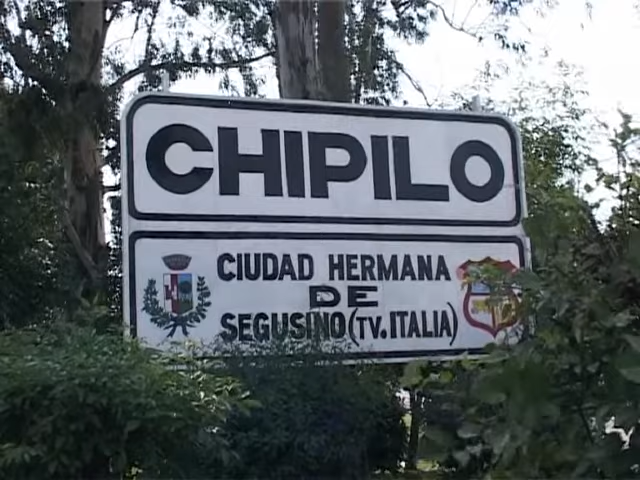 CHIPILO
CIUDAD HERMANA
DE
SEGUSINO (TV. ITALIA)